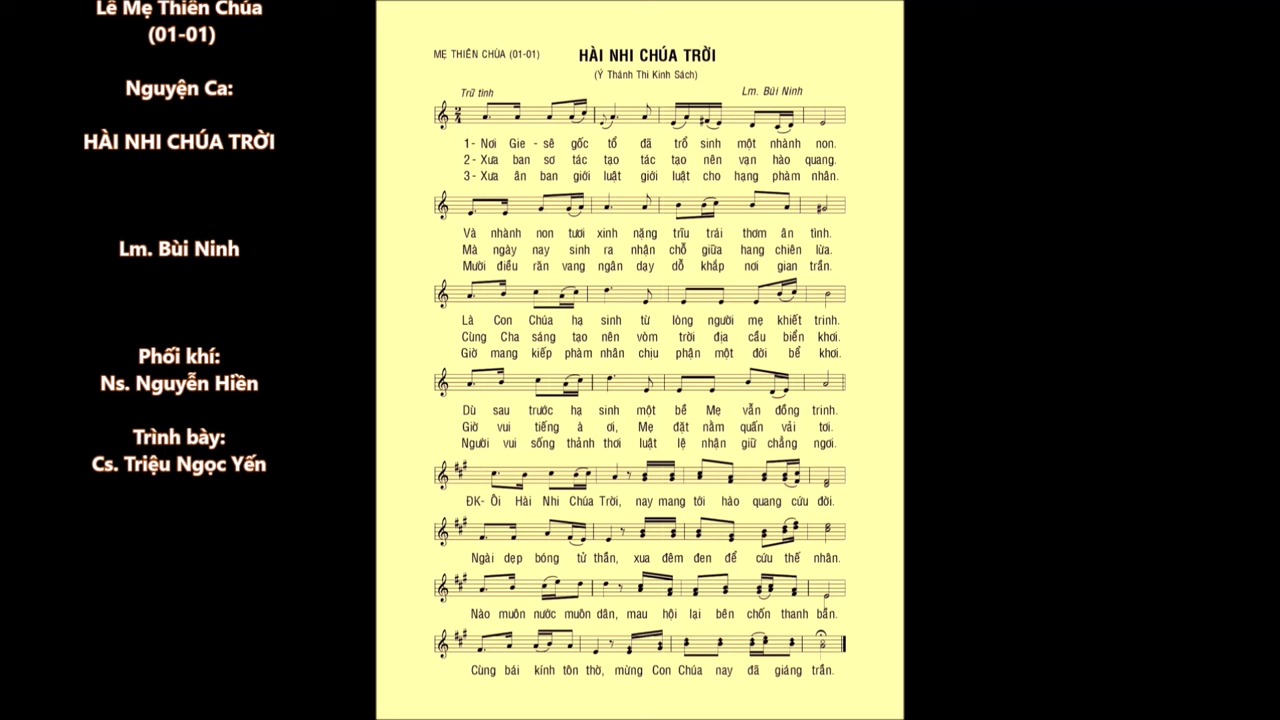 Lễ Mẹ Thiên Chúa
(01-01)
Nguyện Ca:
HÀI NHI CHÚA TRỜI
Lm. Bùi Ninh
Phối khí:
Ns. Nguyễn Hiền
Trình bày:
Cs. Triệu Ngọc Yến
MẸ THIÊN CHÚA (01-01)
HÀI NHI CHÚA TRỜI
(Ý Thánh Thi Kinh Sách)
Trữ tình
Lm. Bùi Ninh
1- Nơi Gie - sê gốc tổ đã trổ sinh một nhành non.
2- Xưa ban sơ tác tạo tác tạo nên vạn hào quang.
3- Xưa ân ban giới luật giới luật cho hạng phàm nhân.
Và nhành non tươi xinh nặng trĩu trái thơm ân tình.
Mà ngày nay sinh ra nhận chỗ giữa hang chiên lừa.
Mười điều răn vang ngân dạy dỗ khắp nơi gian trần.
Là Con Chúa hạ sinh từ lòng người mẹ khiết trinh.
Cùng Cha sáng tạo nên vòm trời địa cầu biển khơi.
Giờ mang kiếp phàm nhân chịu phận một đời bể khơi.
Dù sau trước hạ sinh một bề Mẹ vẫn đồng trinh.
Giờ vui tiếng à ơi, Mẹ đặt nằm quấn vải tơi.
Người vui sống thảnh thơi luật lệ nhận giữ chẳng ngơi.
ĐK- Ôi Hài Nhi Chúa Trời, nay mang tới hào quang cứu đời.
Ngài dẹp bóng tử thần, xua đêm đen để cứu thế nhân.
Nào muôn nước muôn dân, mau hội lại bên chốn thanh bần.
Cùng bái kính tôn thờ, mừng Con Chúa nay đã giáng trần.